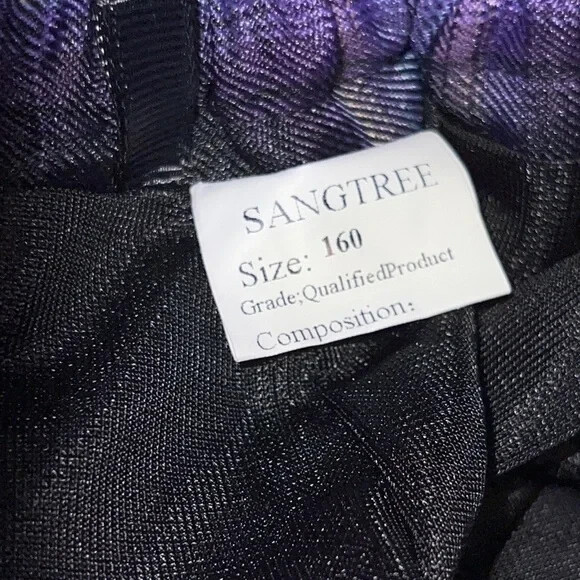 SANGTREE
Size: 160
Grade;QualifiedProduct
Composition: